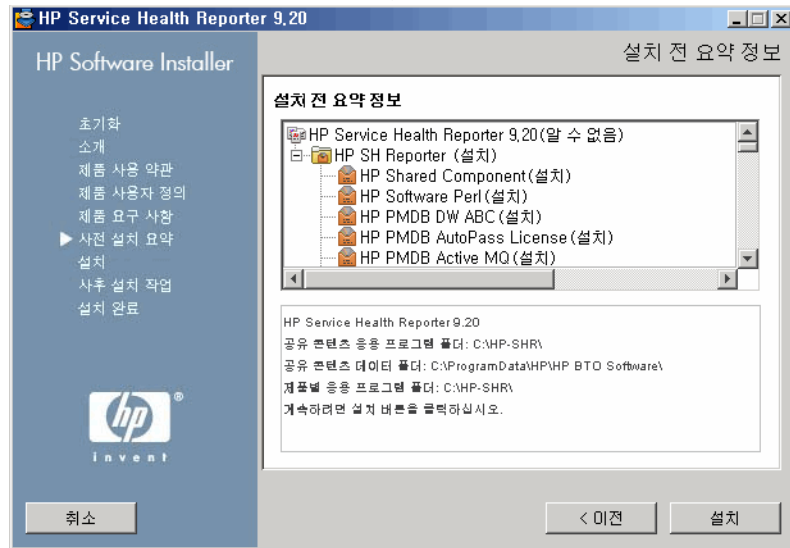 HP Service Health Reporter 9,20
HP Software Installer
설치 전 요약 정보
초기화
소개
제품 사용 약관
제품 사용자 정의
제품 요구 사항
사전 설치 요약
설치
사후 설치 작업
설치 완료
hp
®
invent
설치 전 요약 정보
HP Service Health Reporter 9,20(알 수 없음)
HP SH Reporter (설치)
HP Shared Component(설치)
HP Software Perl(설치)
HP PMDB DW ABC(설치)
HP PMDB AutoPass License(설치)
HP PMDB Active MQ(설치)
HP Service Health Reporter 9.20
공유 콘텐츠 응용 프로그램 폴더: C:\HP-SHR\
공유 콘텐츠 데이터 폴더: C:\ProgramData\HP\HP BTO Software\
제품별 응용 프로그램 폴더: C:\HP-SHR\
계속하려면 설치 버튼을 클릭하십시오.
취소
< 이전
설치